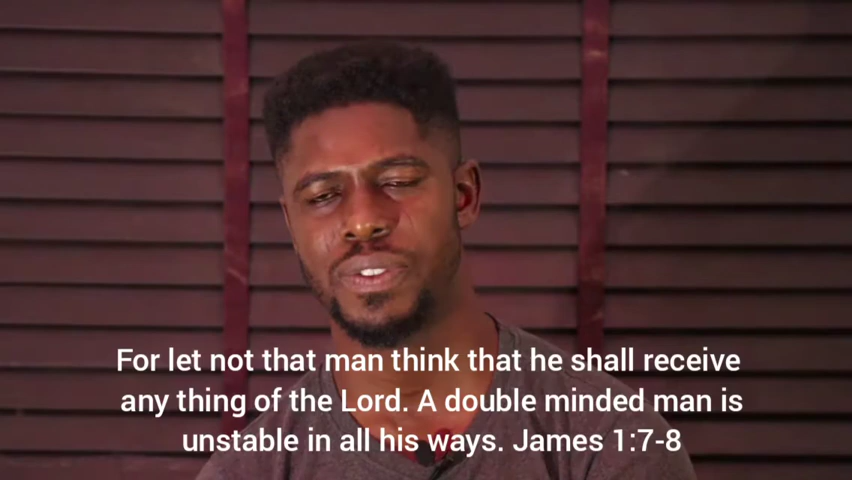 For let not that man think that he shall receive
any thing of the Lord. A double minded man is
unstable in all his ways. James 1:7-8